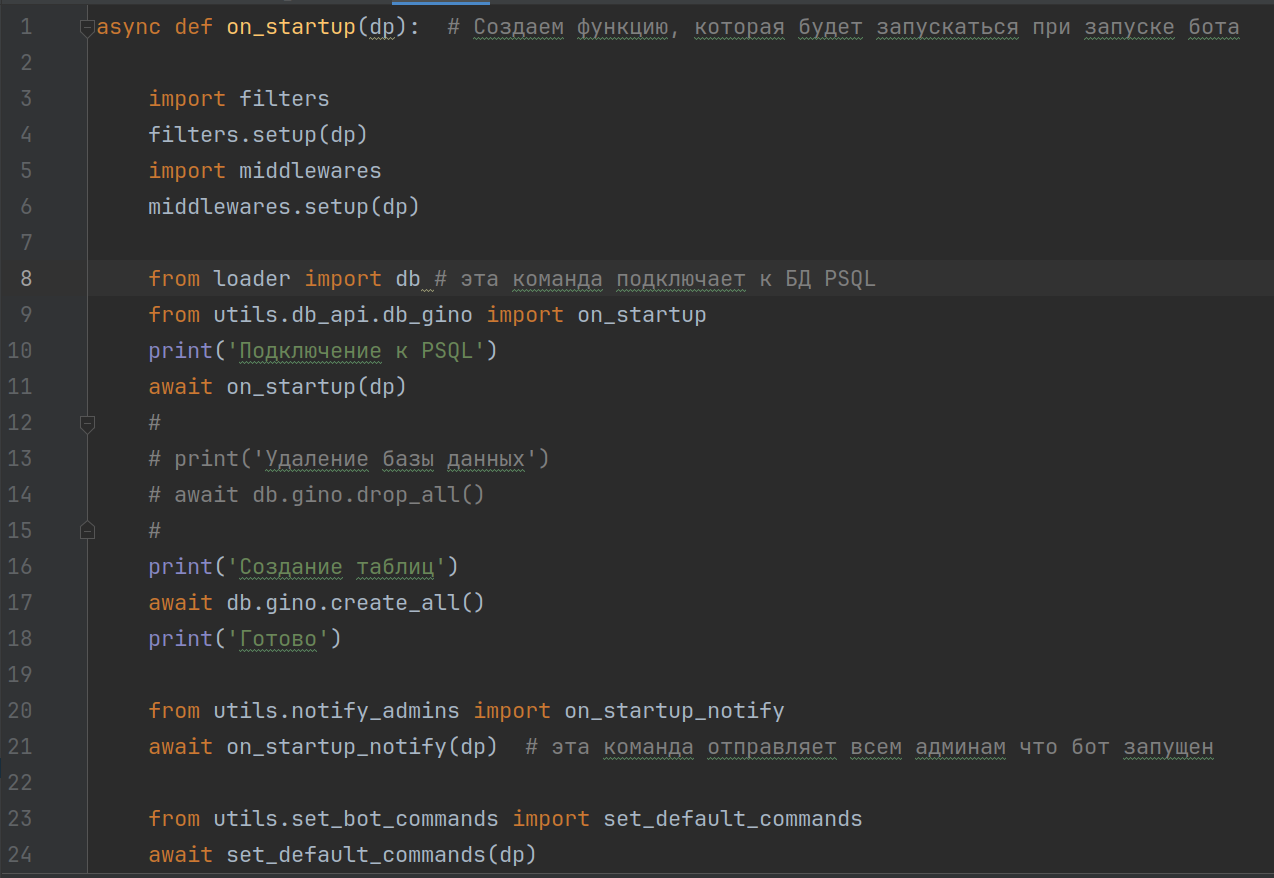 1 async def on_startup(dp):  # Создаем функцию, которая будет запускаться при запуске бота
2
3     import filters
4     filters.setup(dp)
5     import middlewares
6     middlewares.setup(dp)
7
8     from loader import db # эта команда подключает к БД PSQL
9     from utils.db_api.db_gino import on_startup
10     print('Подключение к PSQL')
11     await on_startup(dp)
12     #
13     # print('Удаление базы данных')
14     # await db.gino.drop_all()
15     #
16     print('Создание таблиц')
17     await db.gino.create_all()
18     print('Готово')
19
20     from utils.notify_admins import on_startup_notify
21     await on_startup_notify(dp)  # эта команда отправляет всем админам что бот запущен
22
23     from utils.set_bot_commands import set_default_commands
24     await set_default_commands(dp)